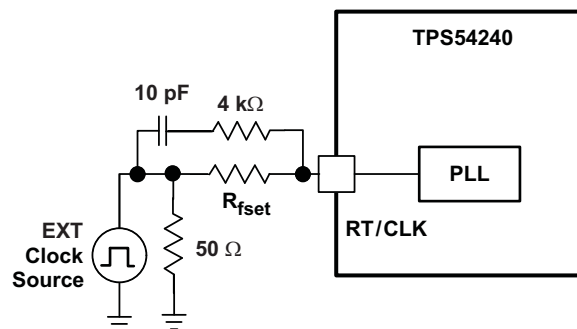 TPS54240
10 pF
4 kΩ
PLL
R_fset
RT/CLK
EXT
Clock
Source
50 Ω